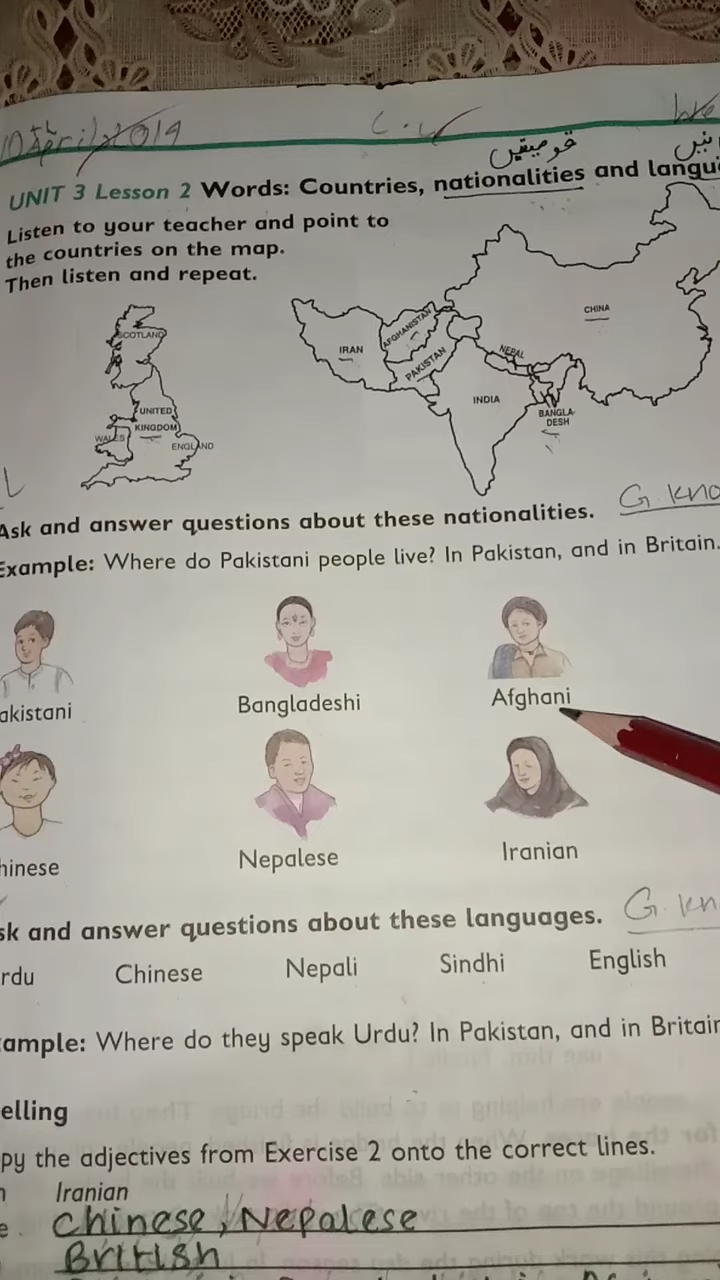 10th April, 2019 C.W
قومیتیں
UNIT 3 Lesson 2 Words: Countries, nationalities and langu
Listen to your teacher and point to
the countries on the map.
Then listen and repeat.
SCOTLAND
UNITED
KINGDOM
WALES
ENGLAND
IRAN
AFGHANISTAN
PAKISTAN
NEPAL
CHINA
INDIA
BANGLA-
DESH
G. kno
Ask and answer questions about these nationalities.
Example: Where do Pakistani people live? In Pakistan, and in Britain.
akistani Bangladeshi Afghani
hinese Nepalese Iranian
G. kn
sk and answer questions about these languages.
rdu Chinese Nepali Sindhi English
ample: Where do they speak Urdu? In Pakistan, and in Britain
elling
py the adjectives from Exercise 2 onto the correct lines.
n Iranian
e Chinese, Nepalese
British